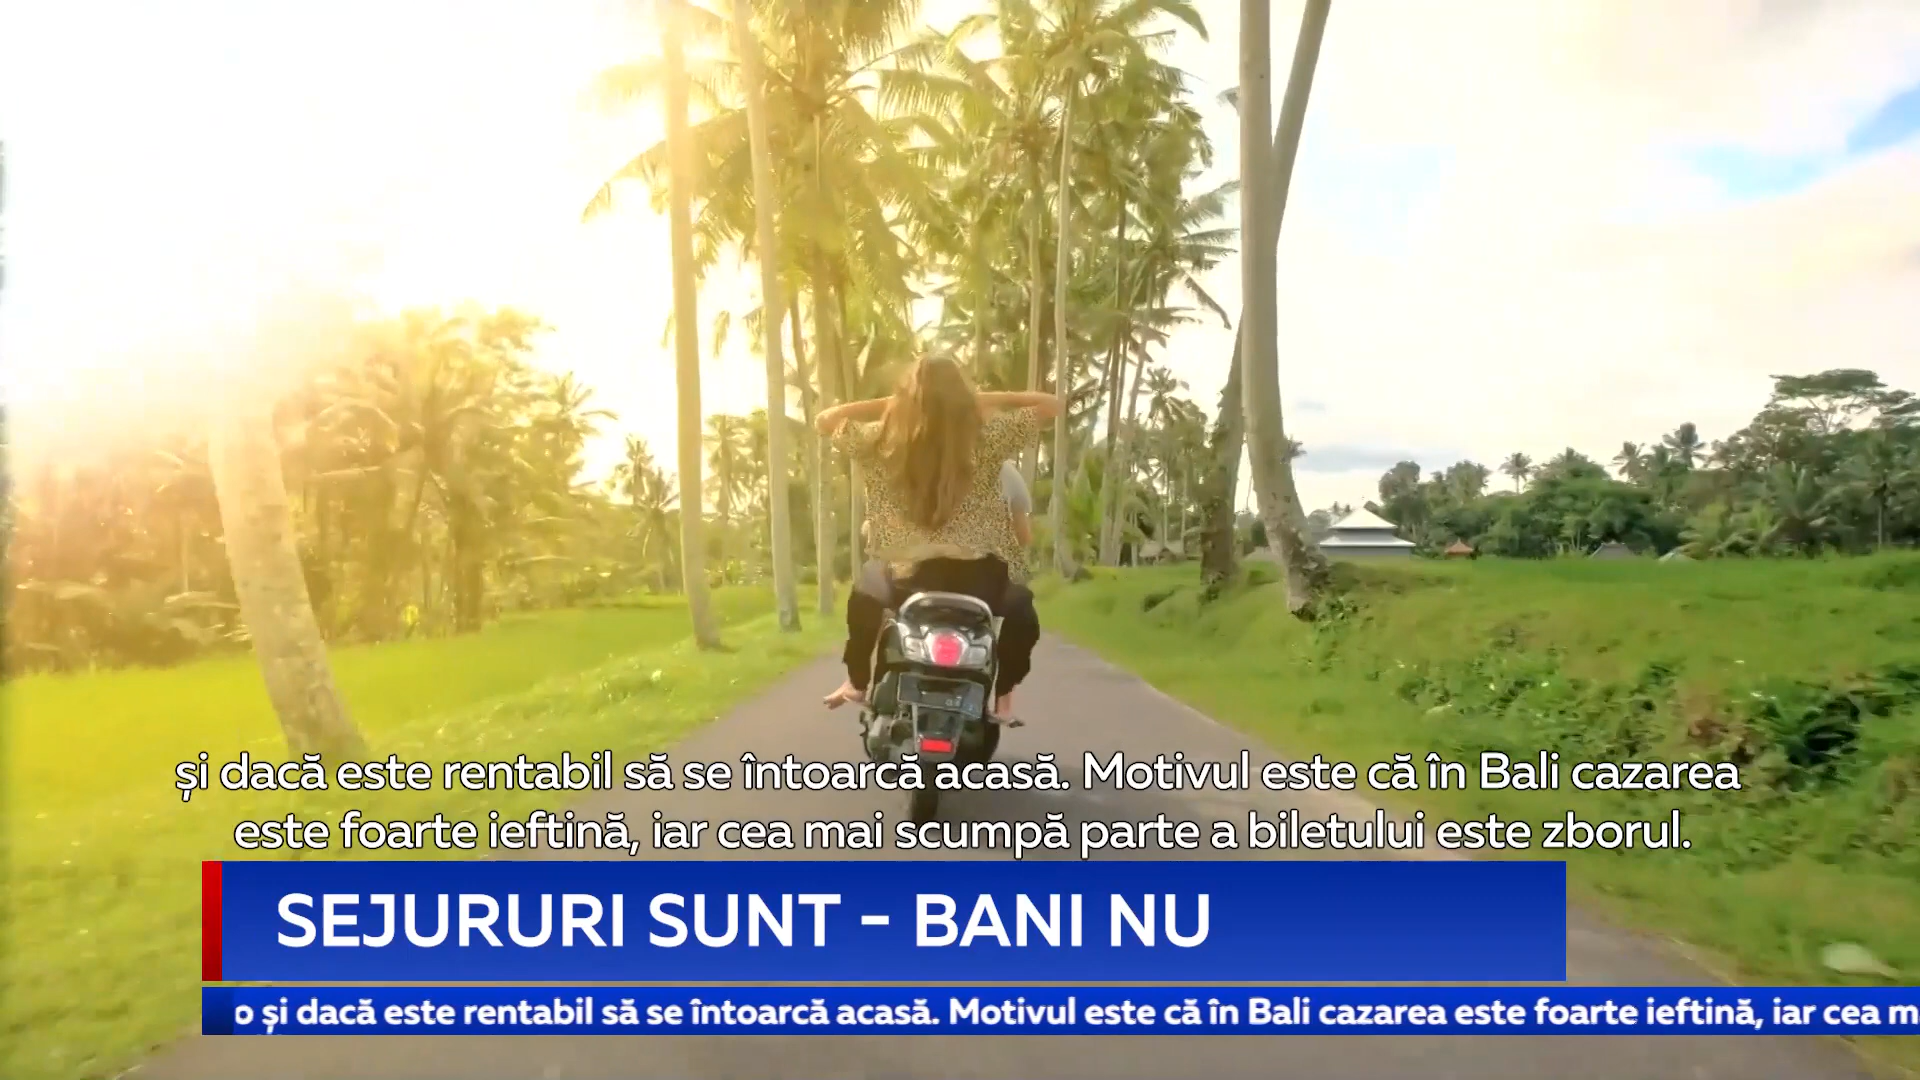 și dacă este rentabil să se întoarcă acasă. Motivul este că în Bali cazarea
este foarte ieftină, iar cea mai scumpă parte a biletului este zborul.
SEJURURI SUNT - BANI NU
o și dacă este rentabil să se întoarcă acasă. Motivul este că în Bali cazarea este foarte ieftină, iar cea m